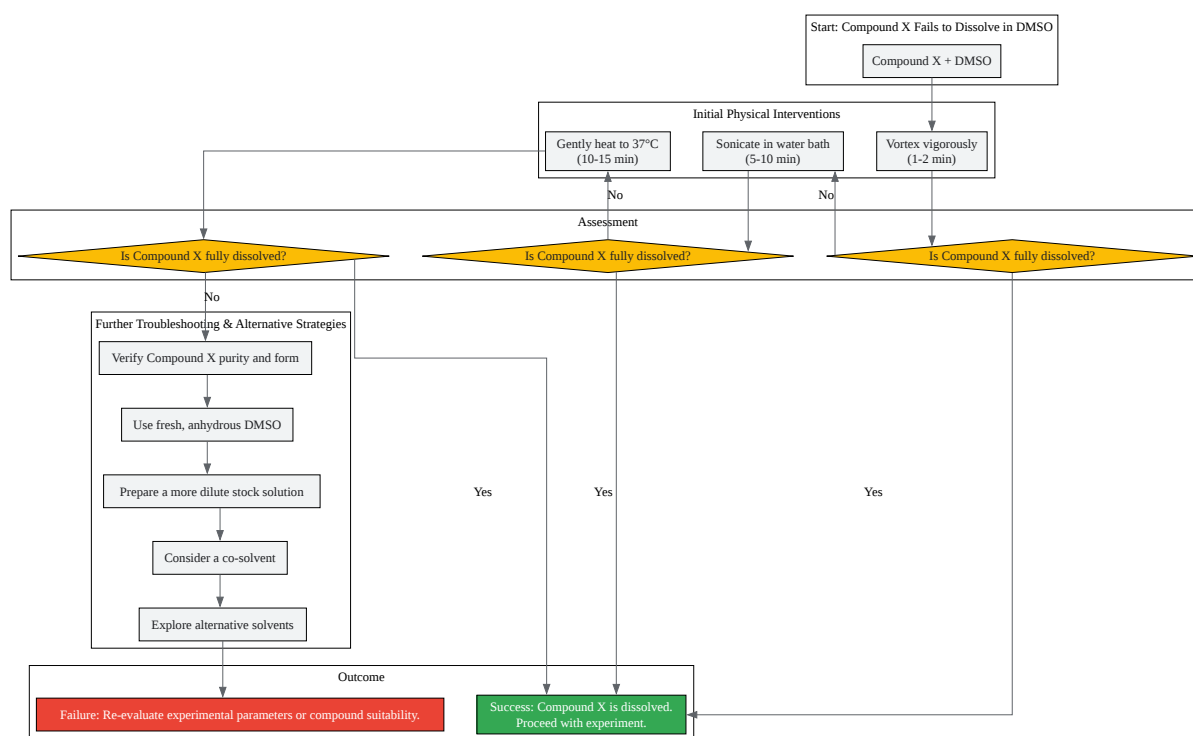 Start: Compound X Fails to Dissolve in DMSO
Compound X + DMSO
Initial Physical Interventions
Gently heat to 37°C
(10-15 min)
Sonicate in water bath
(5-10 min)
Vortex vigorously
(1-2 min)
No
No
Assessment
Is Compound X fully dissolved?
Is Compound X fully dissolved?
Is Compound X fully dissolved?
No
Further Troubleshooting & Alternative Strategies
Verify Compound X purity and form
Use fresh, anhydrous DMSO
Prepare a more dilute stock solution
Yes
Yes
Yes
Consider a co-solvent
Explore alternative solvents
Outcome
Failure: Re-evaluate experimental parameters or compound suitability.
Success: Compound X is dissolved.
Proceed with experiment.